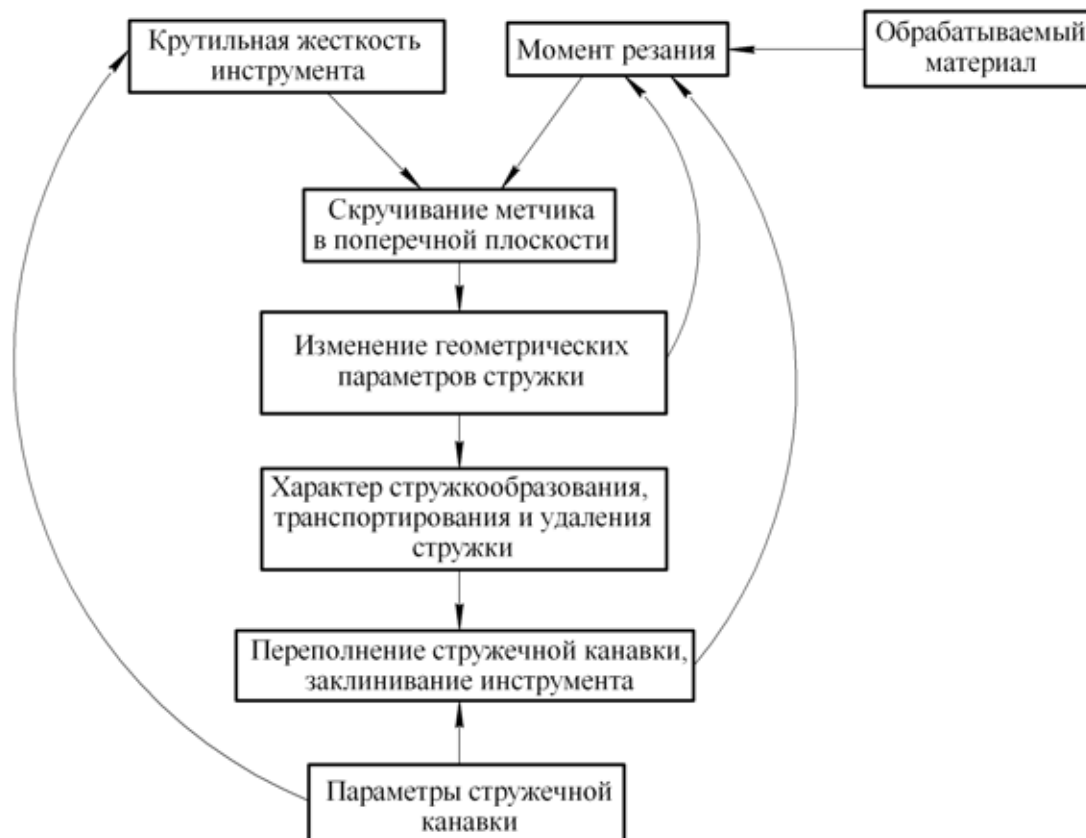 Крутильная жесткость
инструмента
Момент резания
Обрабатываемый
материал
Скручивание метчика
в поперечной плоскости
Изменение геометрических
параметров стружки
Характер стружкообразования,
транспортирования и удаления
стружки
Переполнение стружечной канавки,
заклинивание инструмента
Параметры стружечной
канавки